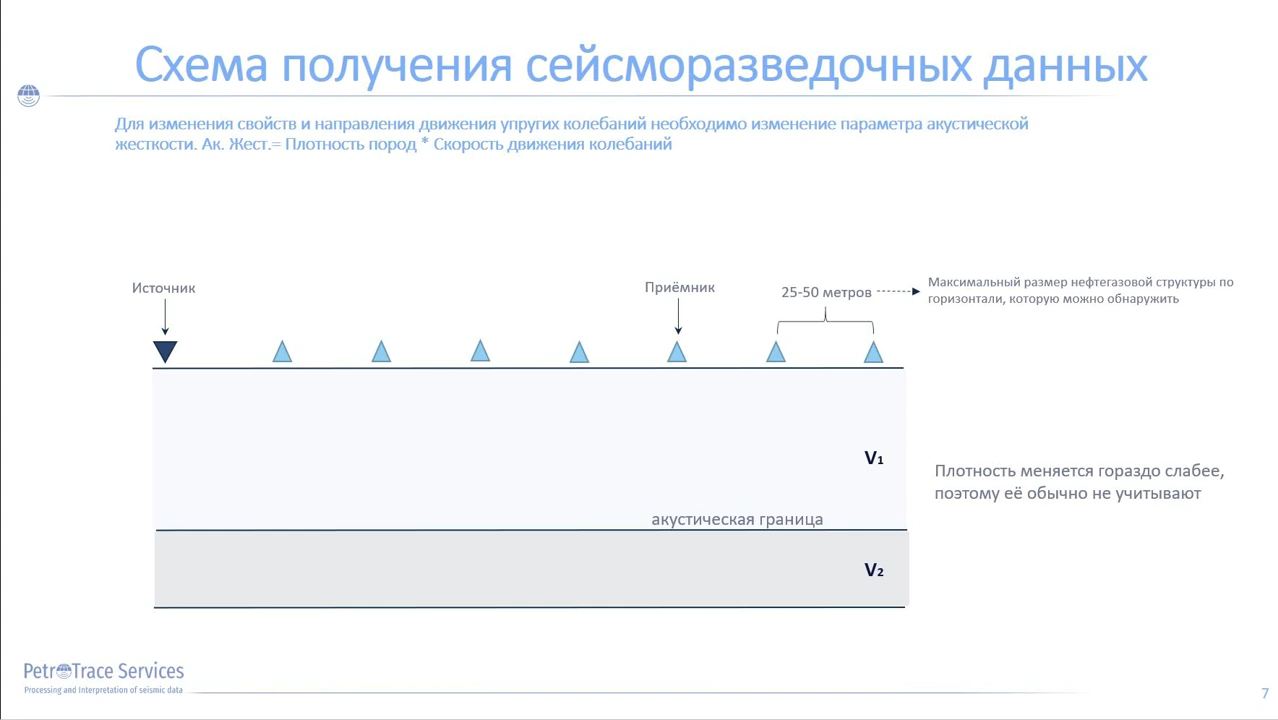 Схема получения сейсморазведочных данных
Для изменения свойств и направления движения упругих колебаний необходимо изменение параметра акустической
жесткости. Ак. Жест.= Плотность пород * Скорость движения колебаний
Источник
Приёмник
25-50 метров
Максимальный размер нефтегазовой структуры по
горизонтали, которую можно обнаружить
V1
Плотность меняется гораздо слабее,
поэтому её обычно не учитывают
акустическая граница
V2
PetroTrace Services
Processing and Interpretation of seismic data
7